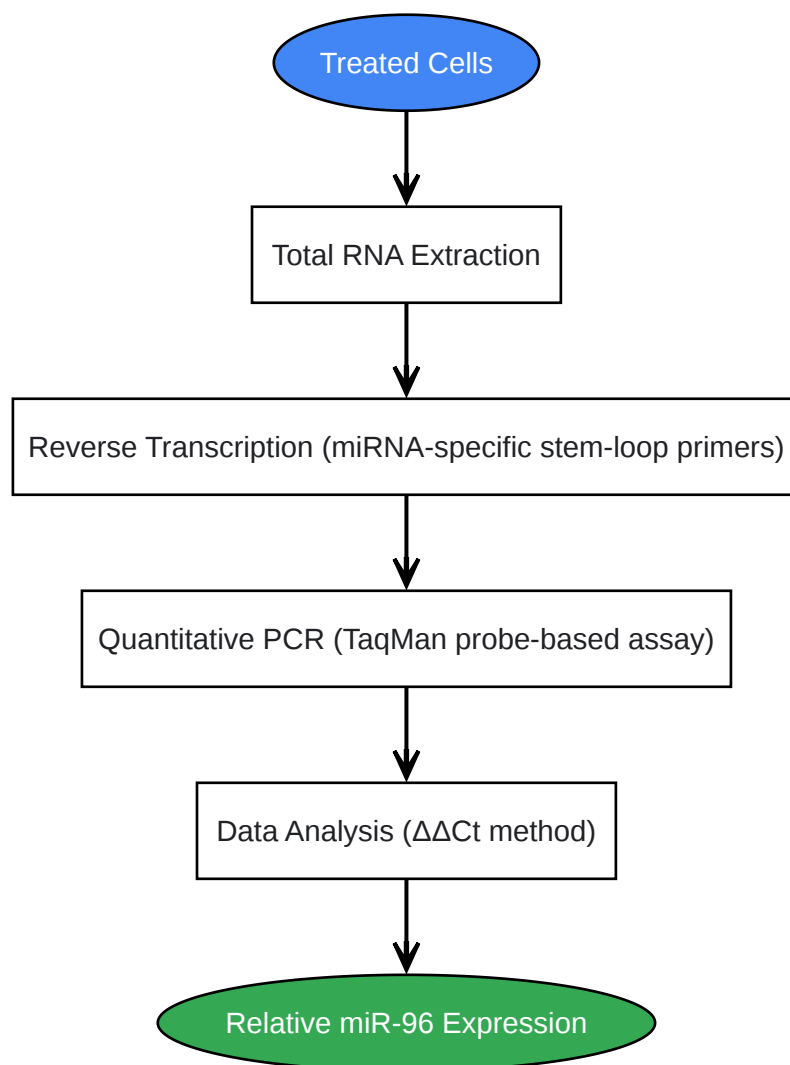 Treated Cells
Total RNA Extraction
Reverse Transcription (miRNA-specific stem-loop primers)
Quantitative PCR (TaqMan probe-based assay)
Data Analysis (ΔΔCt method)
Relative miR-96 Expression